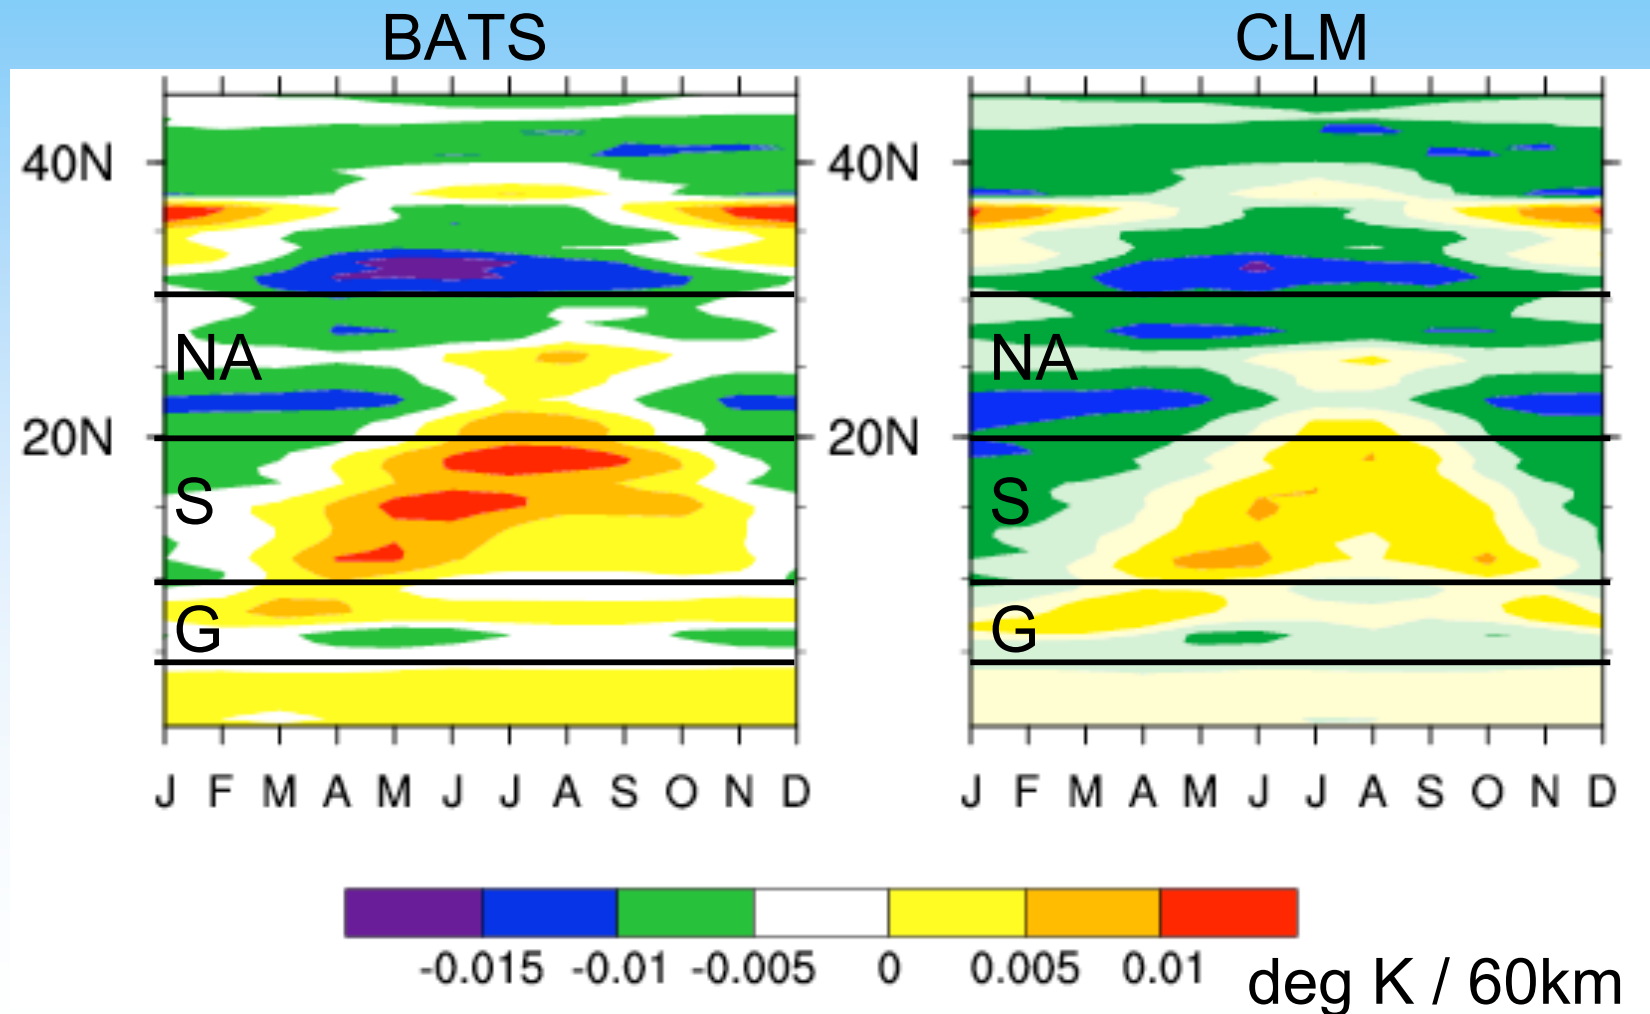 BATS
CLM
40N
20N
NA
S
G
J F M A M J J A S O N D
40N
20N
NA
S
G
J F M A M J J A S O N D
-0.015 -0.01 -0.005 0 0.005 0.01
deg K / 60km